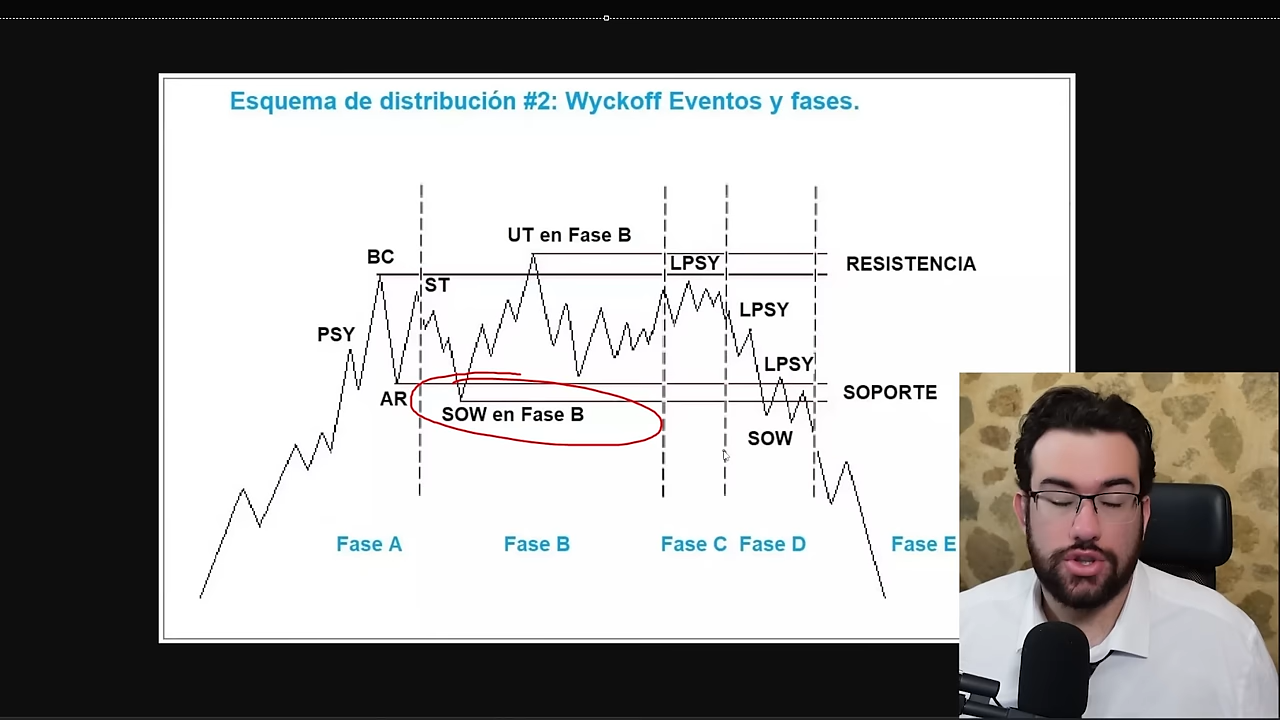 Esquema de distribución #2: Wyckoff Eventos y fases.
UT en Fase B
BC
LPSY
RESISTENCIA
ST
LPSY
PSY
LPSY
AR
SOPORTE
SOW en Fase B
SOW
Fase A
Fase B
Fase C
Fase D
Fase E